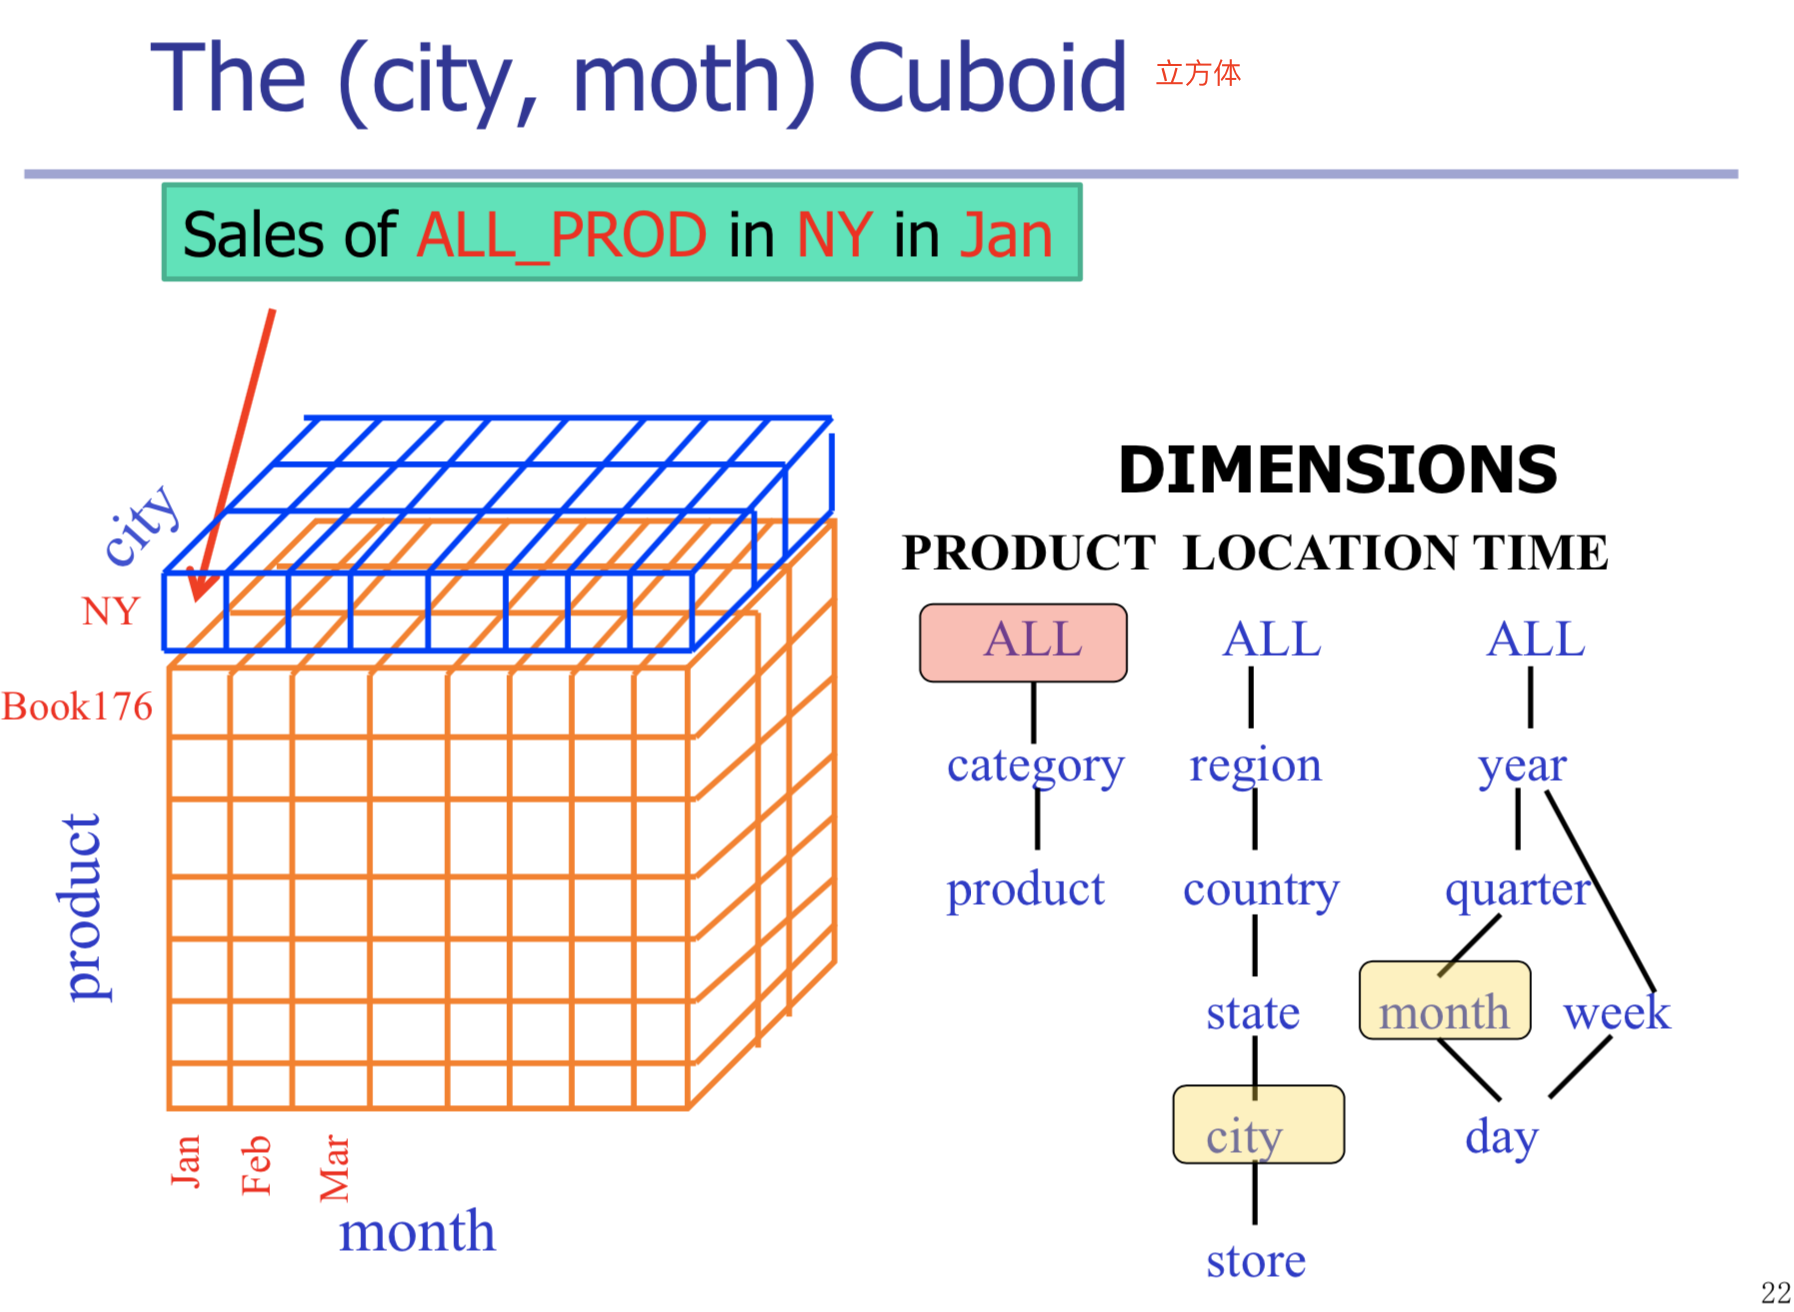 The (city, moth) Cuboid 立方体
Sales of ALL_PROD in NY in Jan
city
NY
Book176
product
Jan
Feb
Mar
month
DIMENSIONS
PRODUCT LOCATION TIME
ALL ALL ALL
category region year
product country quarter
state month week
city day
store
22